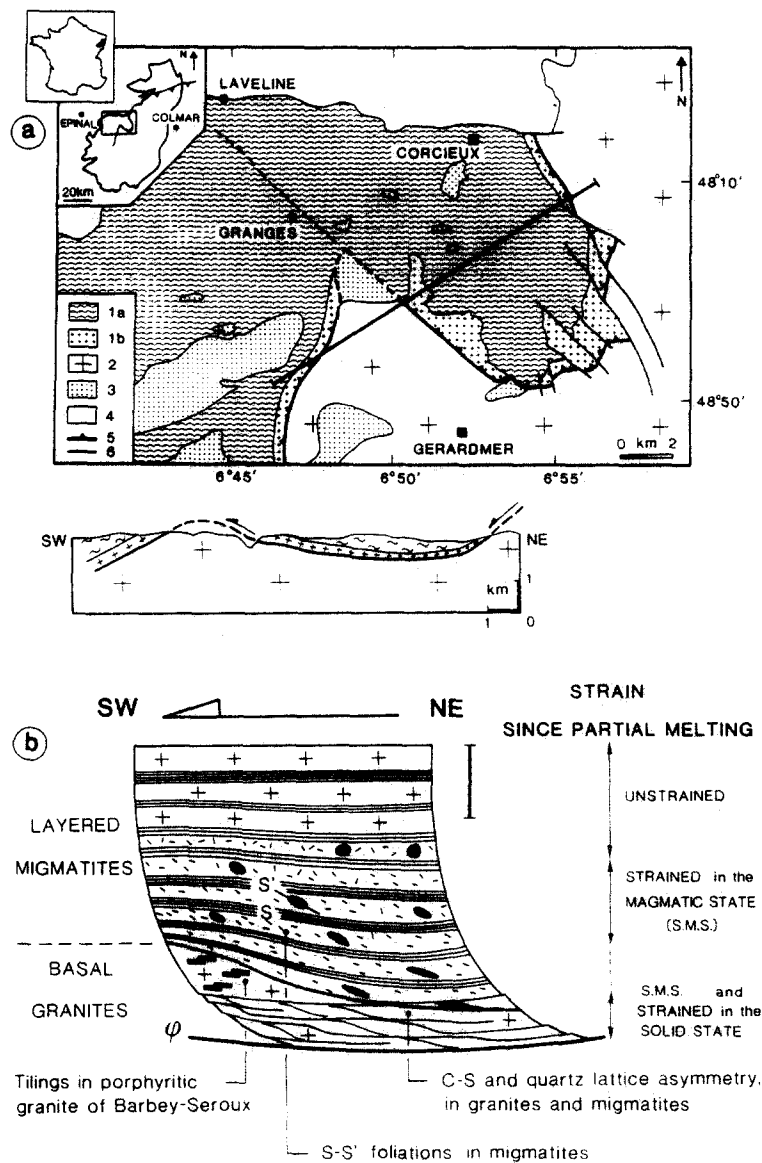 a
N
N
LAVELINE
EPINAL
COLMAR
20km
CORCIEUX
48°10'
GRANGES
1a
1b
2
3
4
5
6
48°50'
GERARDMER
0 km 2
6°45'
6°50'
6°55'
SW
NE
km
1
1
0
b
SW
NE
STRAIN
SINCE PARTIAL MELTING
UNSTRAINED
LAYERED
MIGMATITES
STRAINED in the
MAGMATIC STATE
(S.M.S.)
S'
S
BASAL
GRANITES
S.M.S. and
STRAINED in the
SOLID STATE
φ
Tilings in porphyritic
granite of Barbey-Seroux
C-S and quartz lattice asymmetry,
in granites and migmatites
S-S' foliations in migmatites